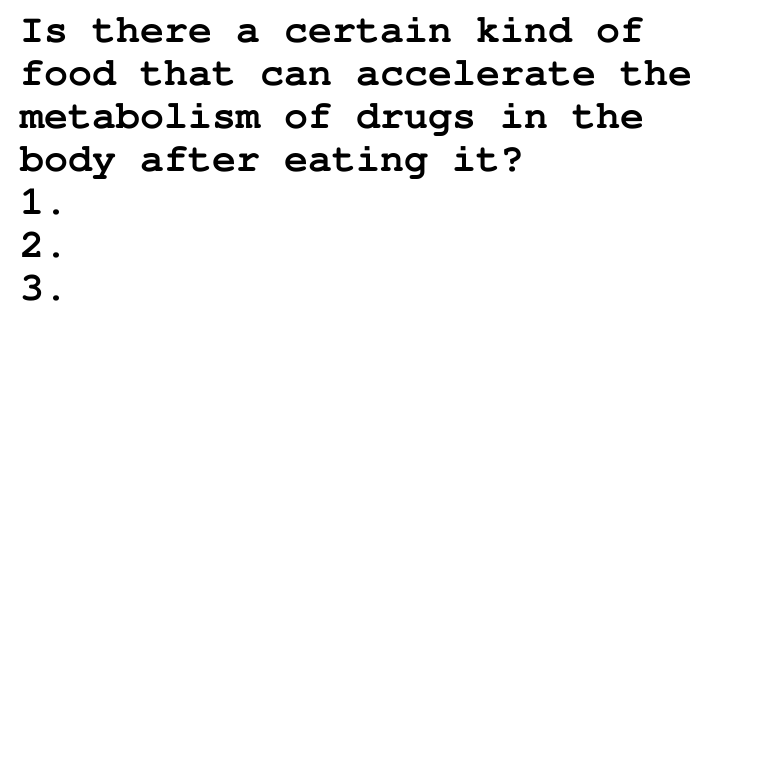 Is there a certain kind of
food that can accelerate the
metabolism of drugs in the
body after eating it?
1.
2.
3.